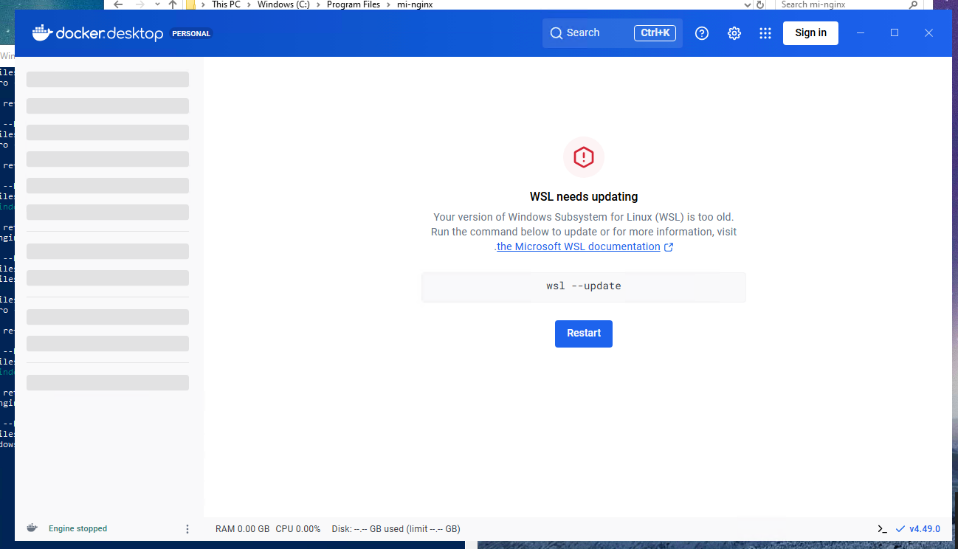 This PC > Windows (C:) > Program Files > mi-nginx
Search mi-nginx
docker.desktop PERSONAL
Search Ctrl+K
Sign in
WSL needs updating
Your version of Windows Subsystem for Linux (WSL) is too old.
Run the command below to update or for more information, visit
.the Microsoft WSL documentation
wsl --update
Restart
Engine stopped
RAM 0.00 GB CPU 0.00% Disk: --.-- GB used (limit --.-- GB)
v4.49.0